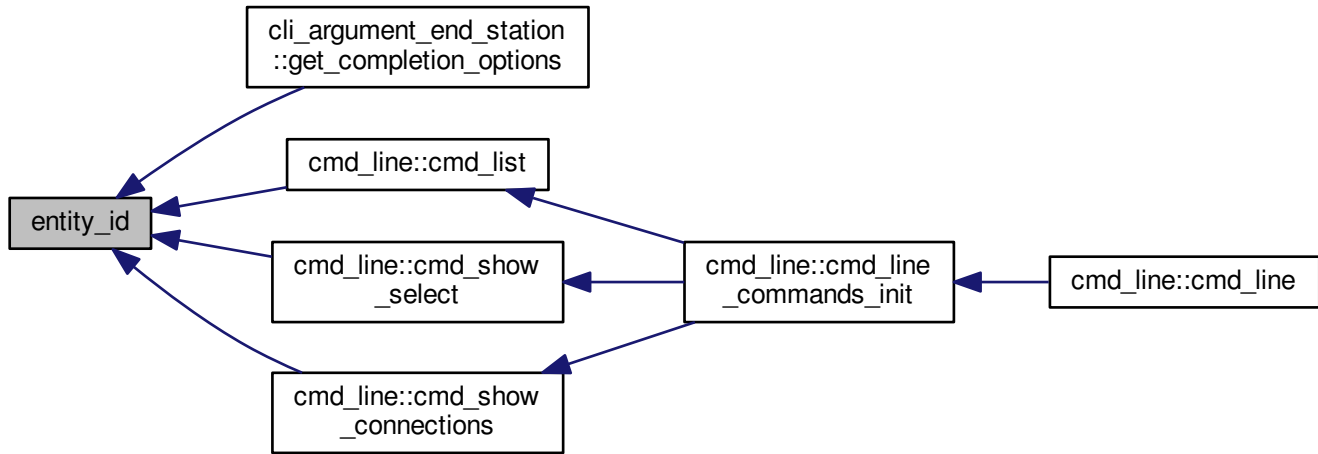 cli_argument_end_station
::get_completion_options
cmd_line::cmd_list
entity_id
cmd_line::cmd_show
_select
cmd_line::cmd_line
_commands_init
cmd_line::cmd_line
cmd_line::cmd_show
_connections